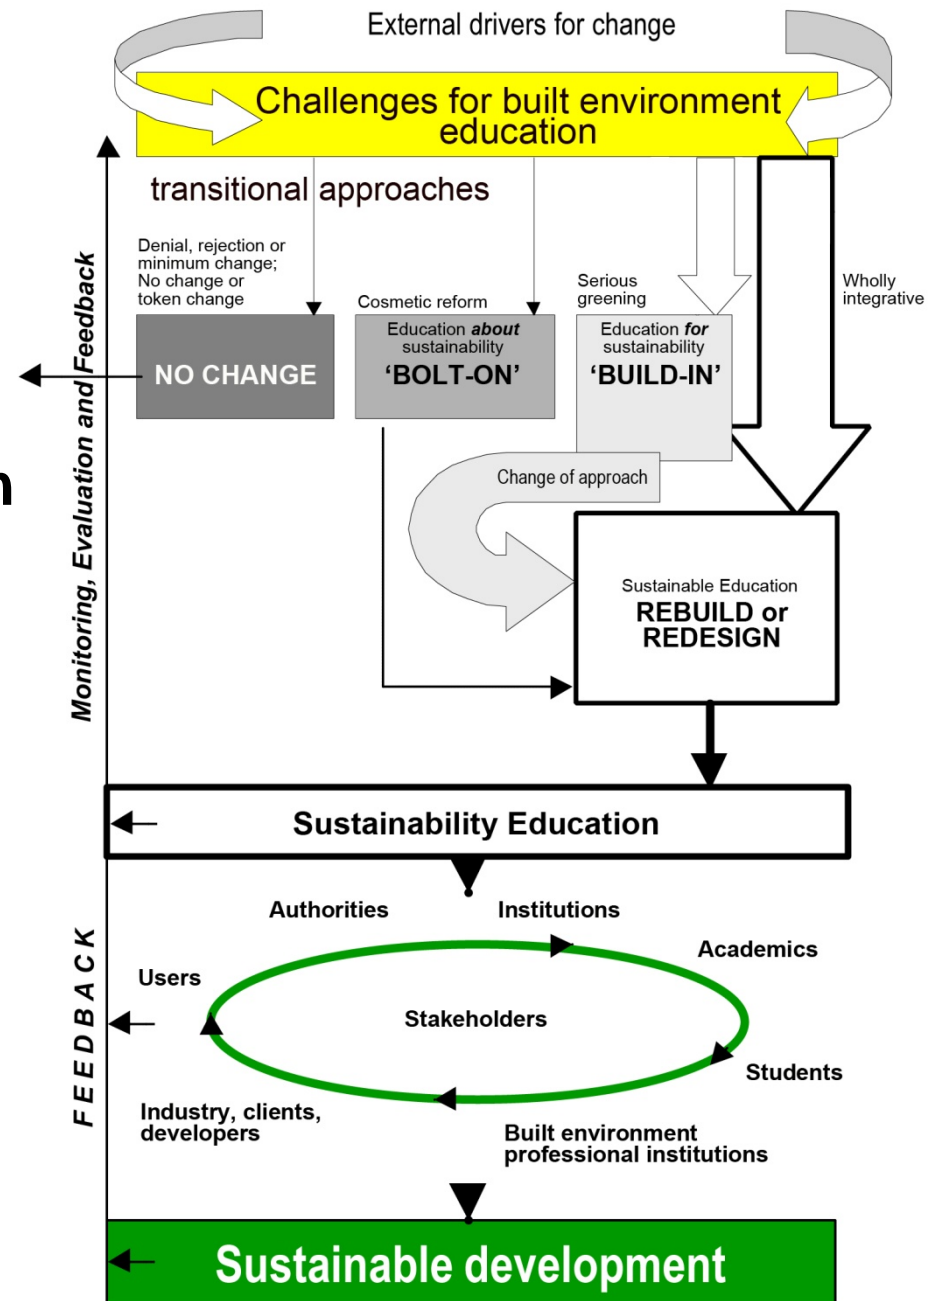 External drivers for change
Challenges for built environment
education
transitional approaches
Denial, rejection or
minimum change;
No change or
token change
NO CHANGE
Cosmetic reform
Education about
sustainability
‘BOLT-ON’
Serious
greening
Education for
sustainability
‘BUILD-IN’
Wholly
integrative
Change of approach
Sustainable Education
REBUILD or
REDESIGN
Monitoring, Evaluation and Feedback
n
Sustainability Education
FEEDBACK
Authorities
Institutions
Academics
Users
Stakeholders
Students
Industry, clients,
developers
Built environment
professional institutions
Sustainable development